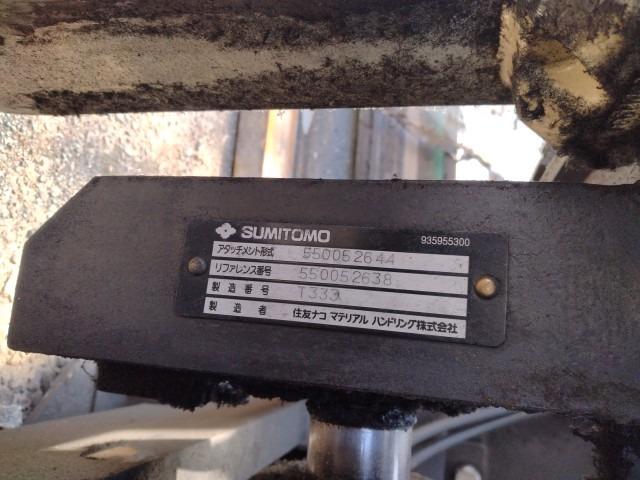 SUMITOMO 935955300
アタッチメント形式 550052644
リファレンス番号 550052638
製造番号 T333
製造者 住友ナコ マテリアル ハンドリング株式会社